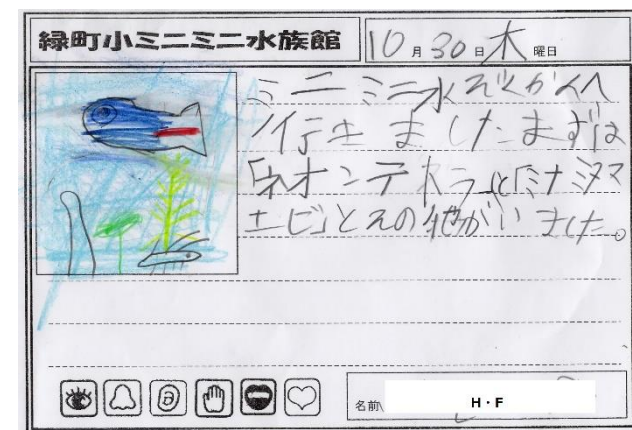 緑町小ミニミニ水族館
10月30日木曜日
ミニミニ水ぞくかんへ
行きましたまずは
「ネオンテトラ」と「ミナミヌマ
エビ」とその他がいました。
名前
H・F